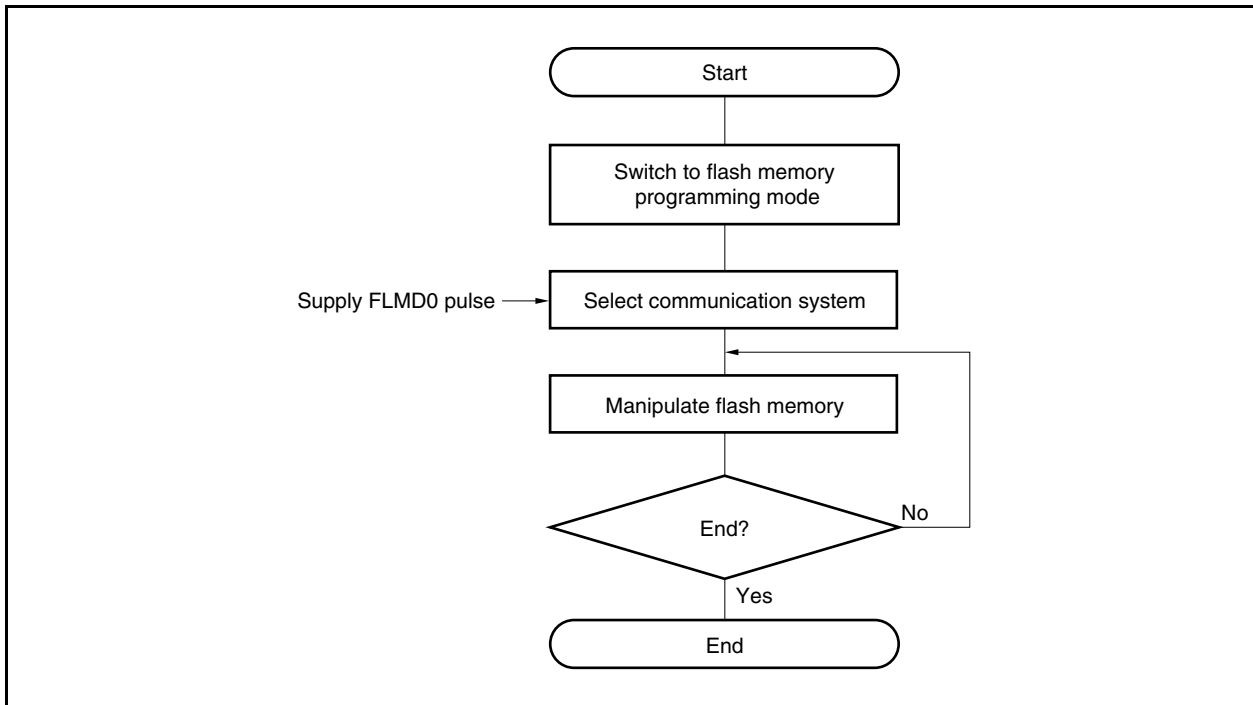 Start
Switch to flash memory
programming mode
Supply FLMD0 pulse
Select communication system
Manipulate flash memory
End?
No
Yes
End